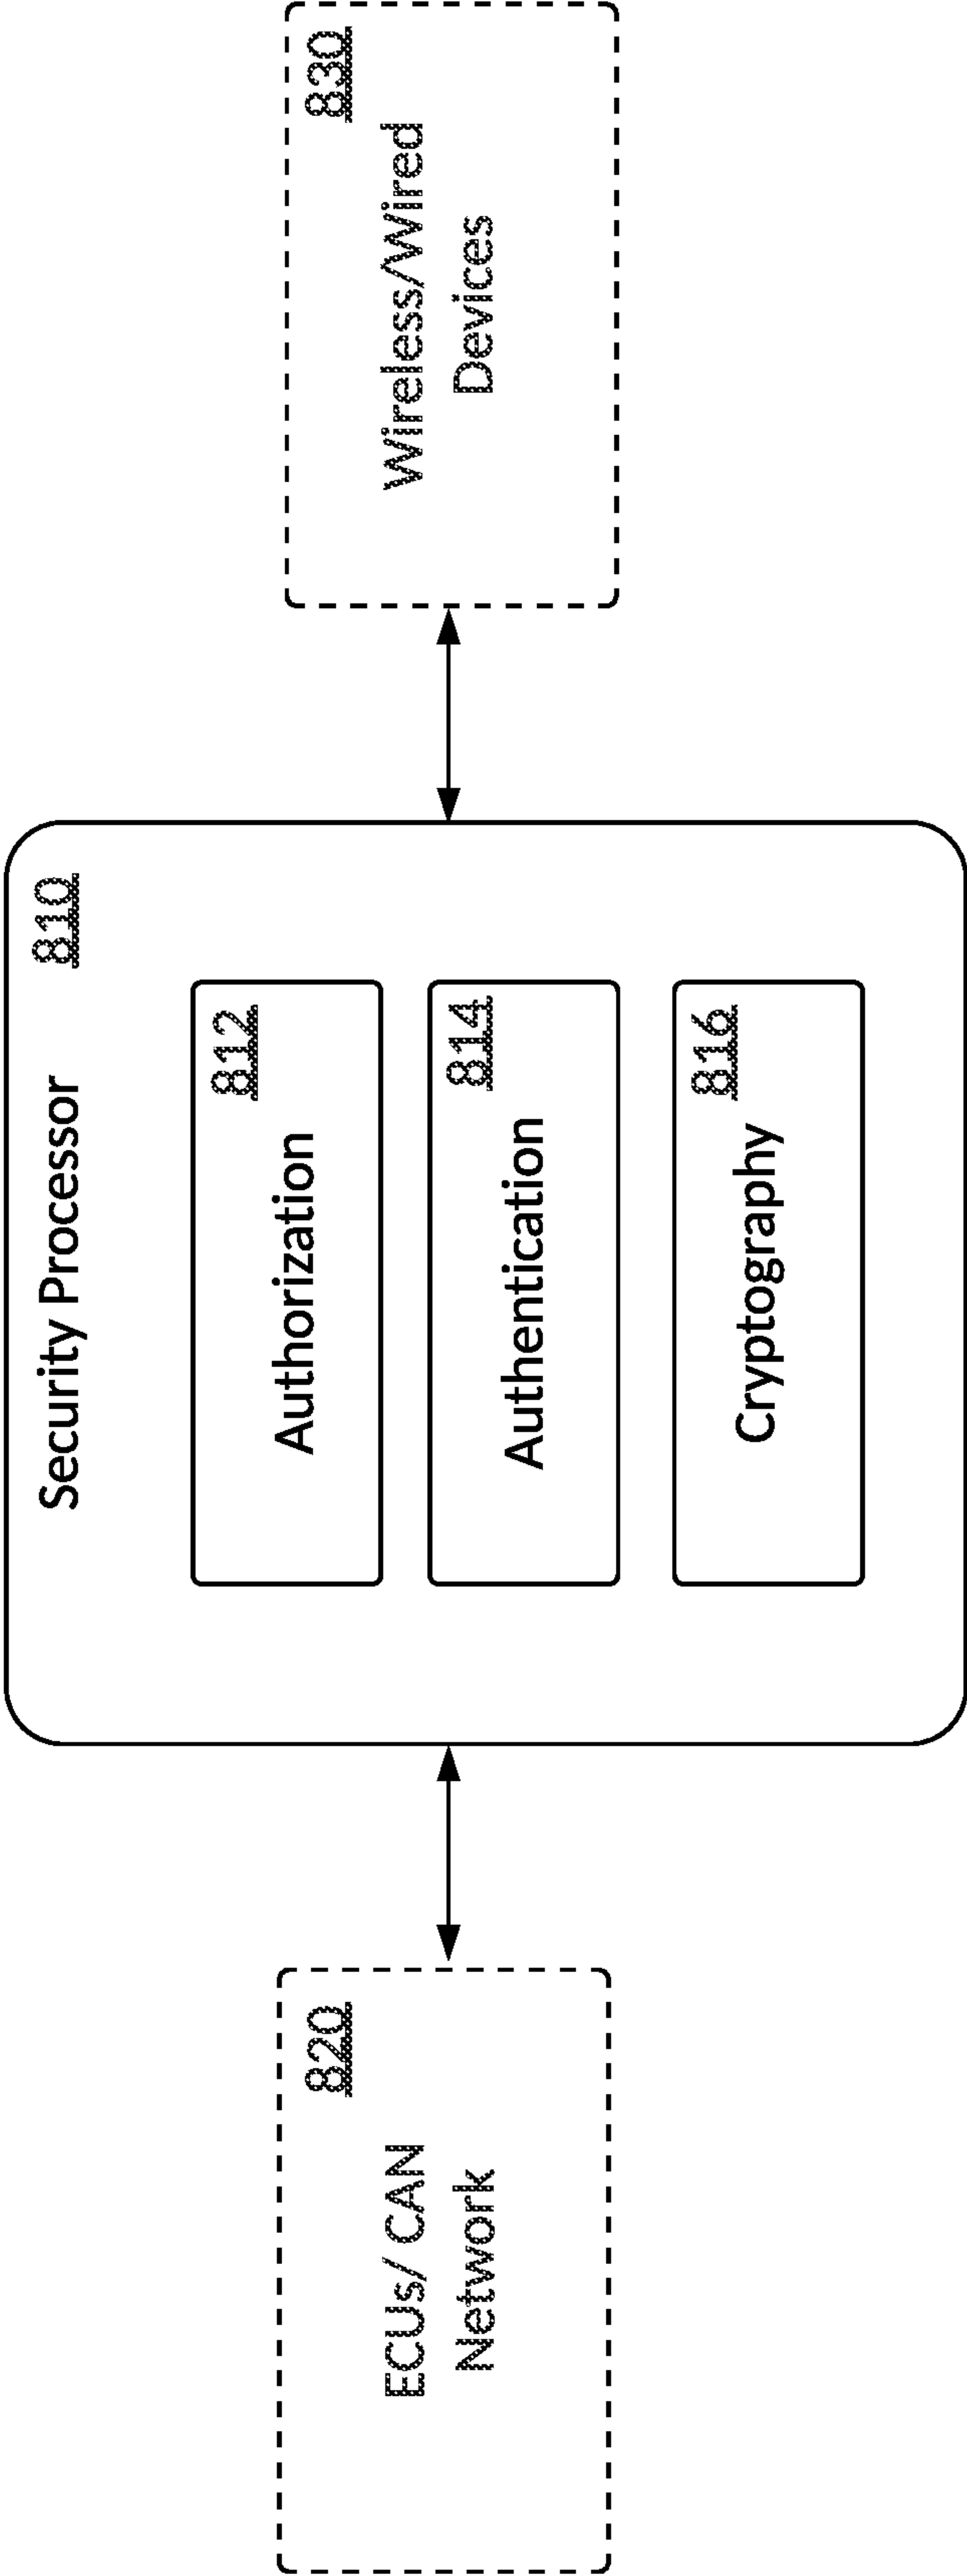 820
ECUs/ CAN
Network
Security Processor
810
Authorization
812
Authentication
814
Cryptography
816
830
Wireless/Wired
Devices